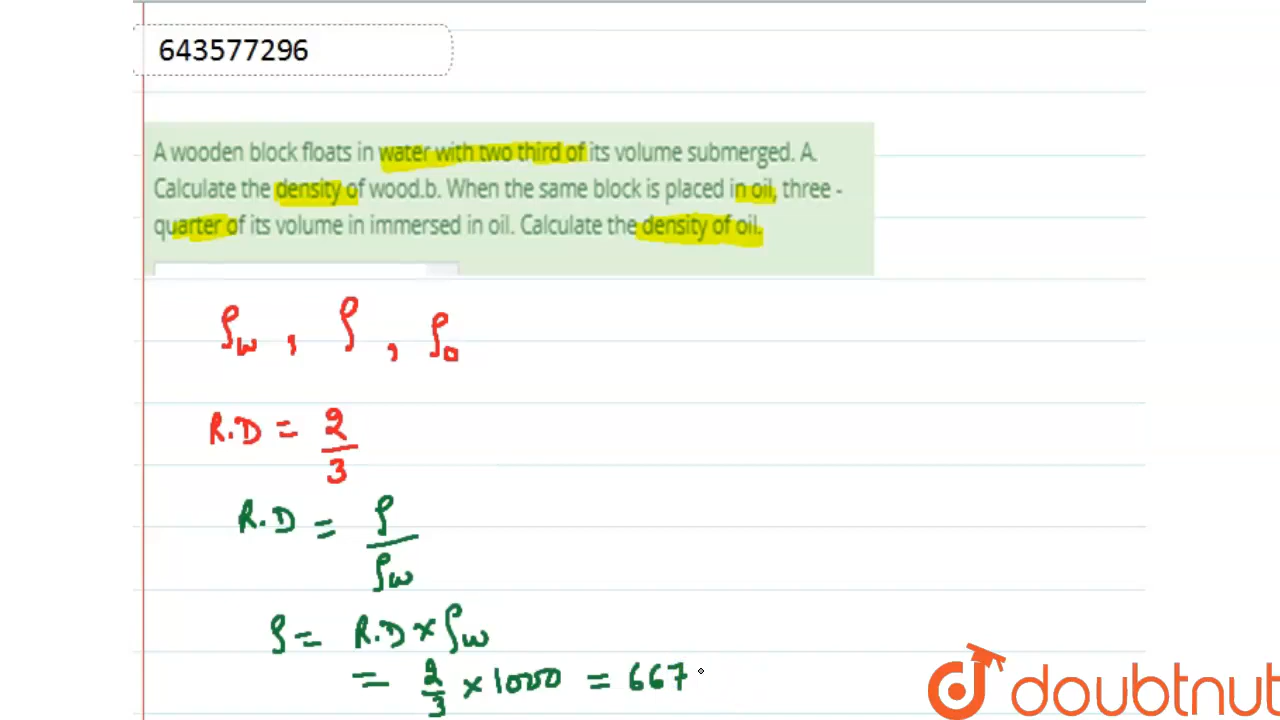 643577296
A wooden block floats in water with two third of its volume submerged. A.
Calculate the density of wood.b. When the same block is placed in oil, three -
quarter of its volume in immersed in oil. Calculate the density of oil.
ρw , ρ , ρo
R.D = 2/3
R.D = ρ/ρw
ρ = R.D × ρw
= 2/3 × 1000 = 667
doubtnut